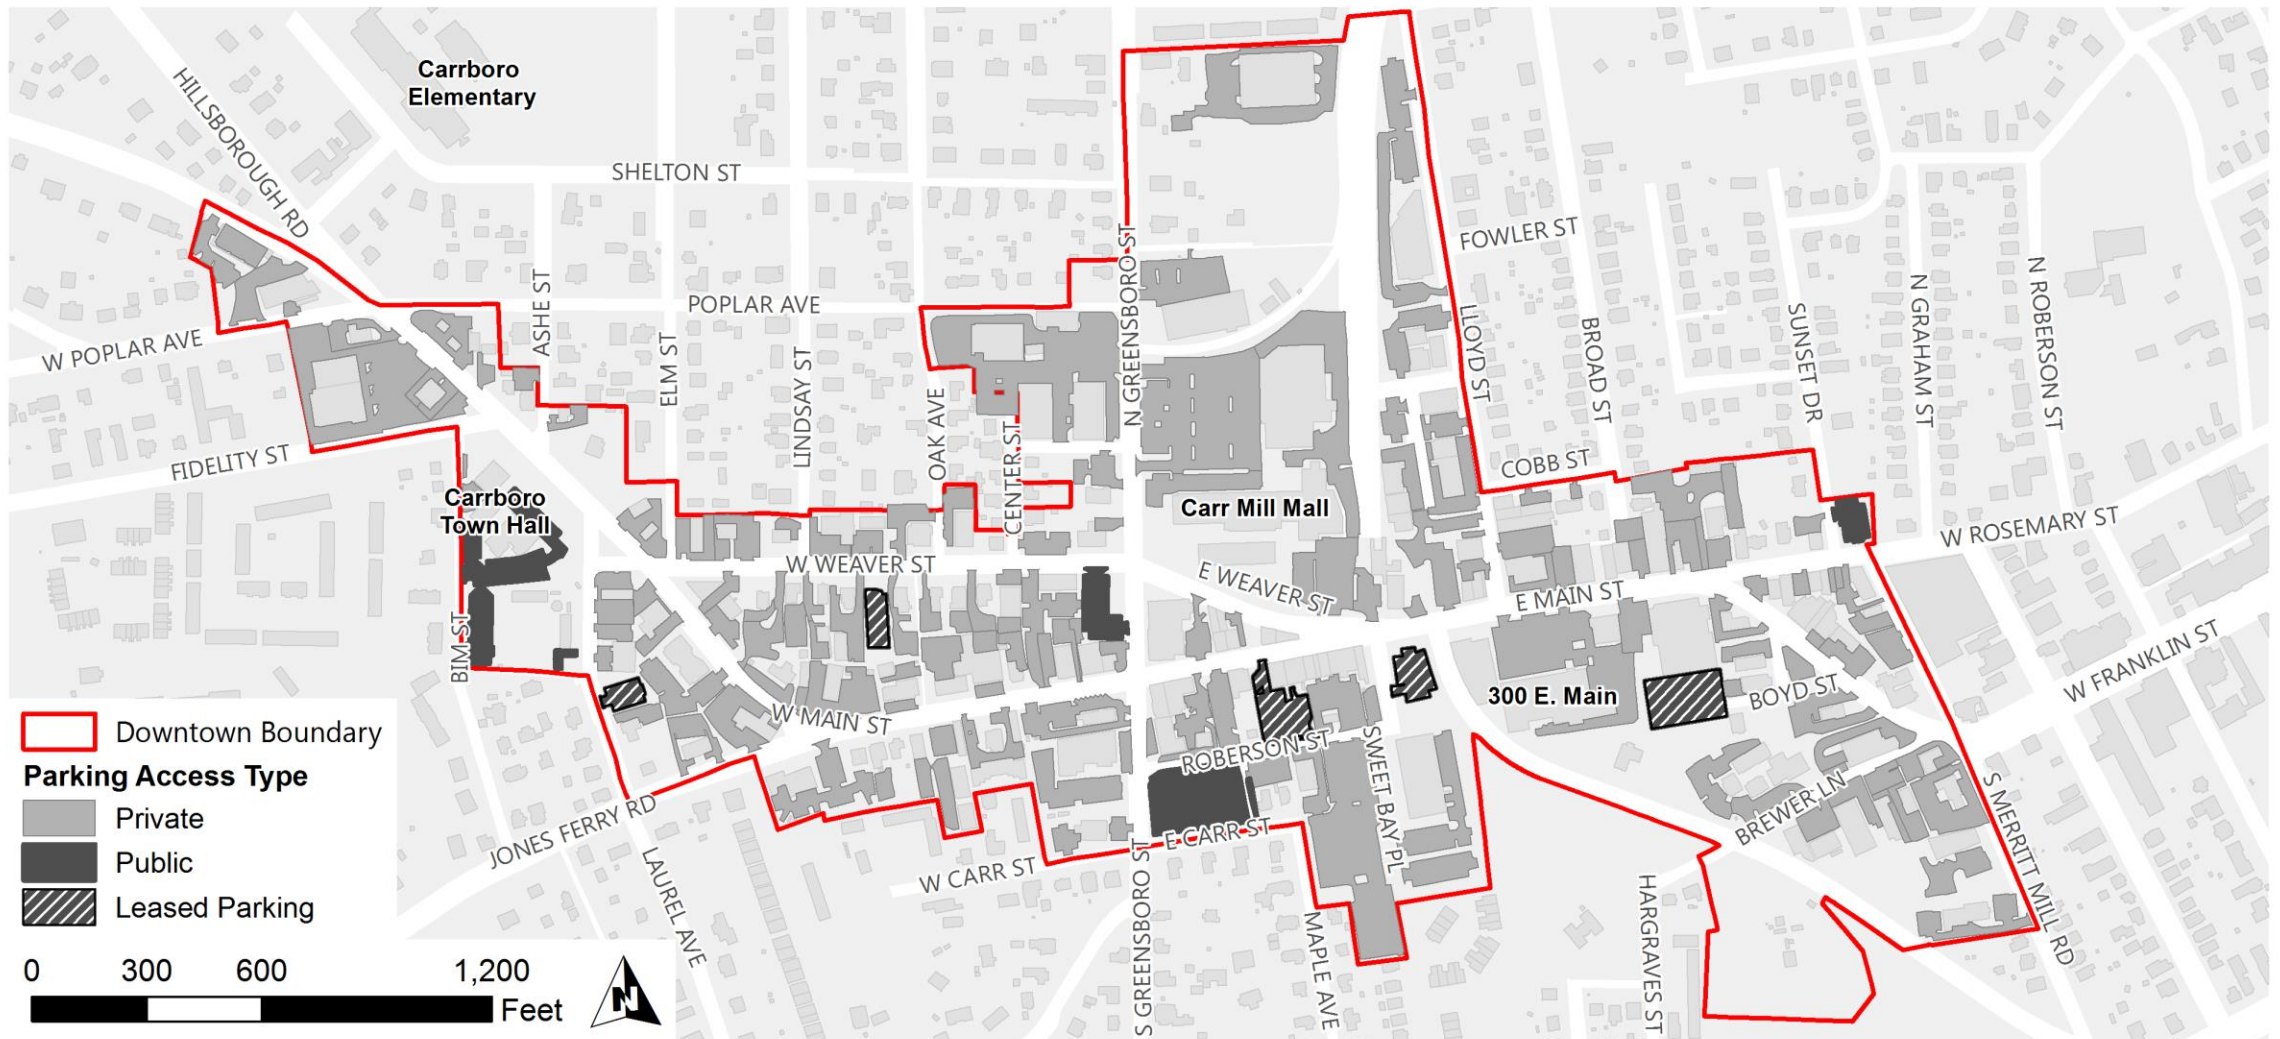 Carrboro
Elementary
HILLSBOROUGH RD
SHELTON ST
FOWLER ST
N GREENSBORO ST
ASHE ST
POPLAR AVE
W POPLAR AVE
ELM ST
LINDSAY ST
OAK AVE
CENTER ST
LLOYD ST
BROAD ST
SUNSET DR
N GRAHAM ST
N ROBERSON ST
FIDELITY ST
COBB ST
Carrboro
Town Hall
Carr Mill Mall
W ROSEMARY ST
W WEAVER ST
E WEAVER ST
E MAIN ST
BIM ST
W FRANKLIN ST
300 E. Main
BOYD ST
W MAIN ST
ROBERSON ST
SWEET BAY PL
S MERRITT MILL RD
BREWER LN
JONES FERRY RD
E CARR ST
W CARR ST
LAUREL AVE
S GREENSBORO ST
MAPLE AVE
HARGRAVES ST
Downtown Boundary
Parking Access Type
Private
Public
Leased Parking
0 300 600 1,200
Feet
N